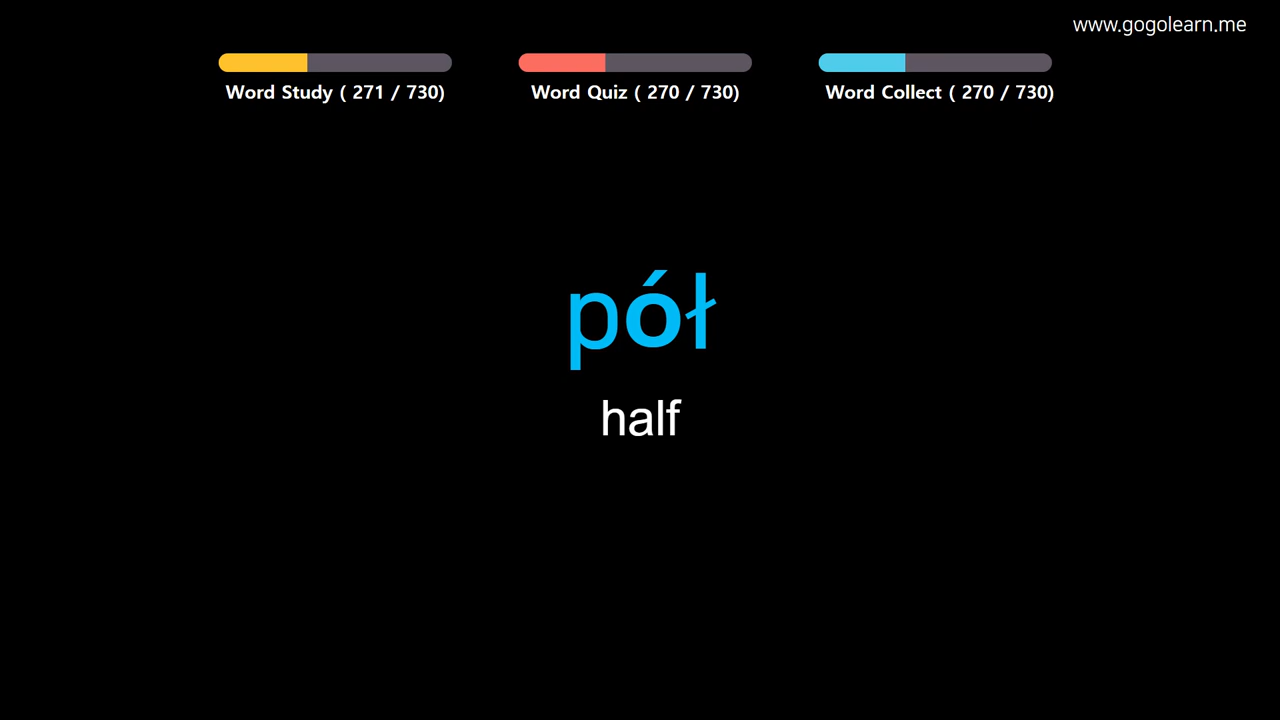 www.gogolearn.me
Word Study ( 271 / 730)
Word Quiz ( 270 / 730)
Word Collect ( 270 / 730)
pół
half